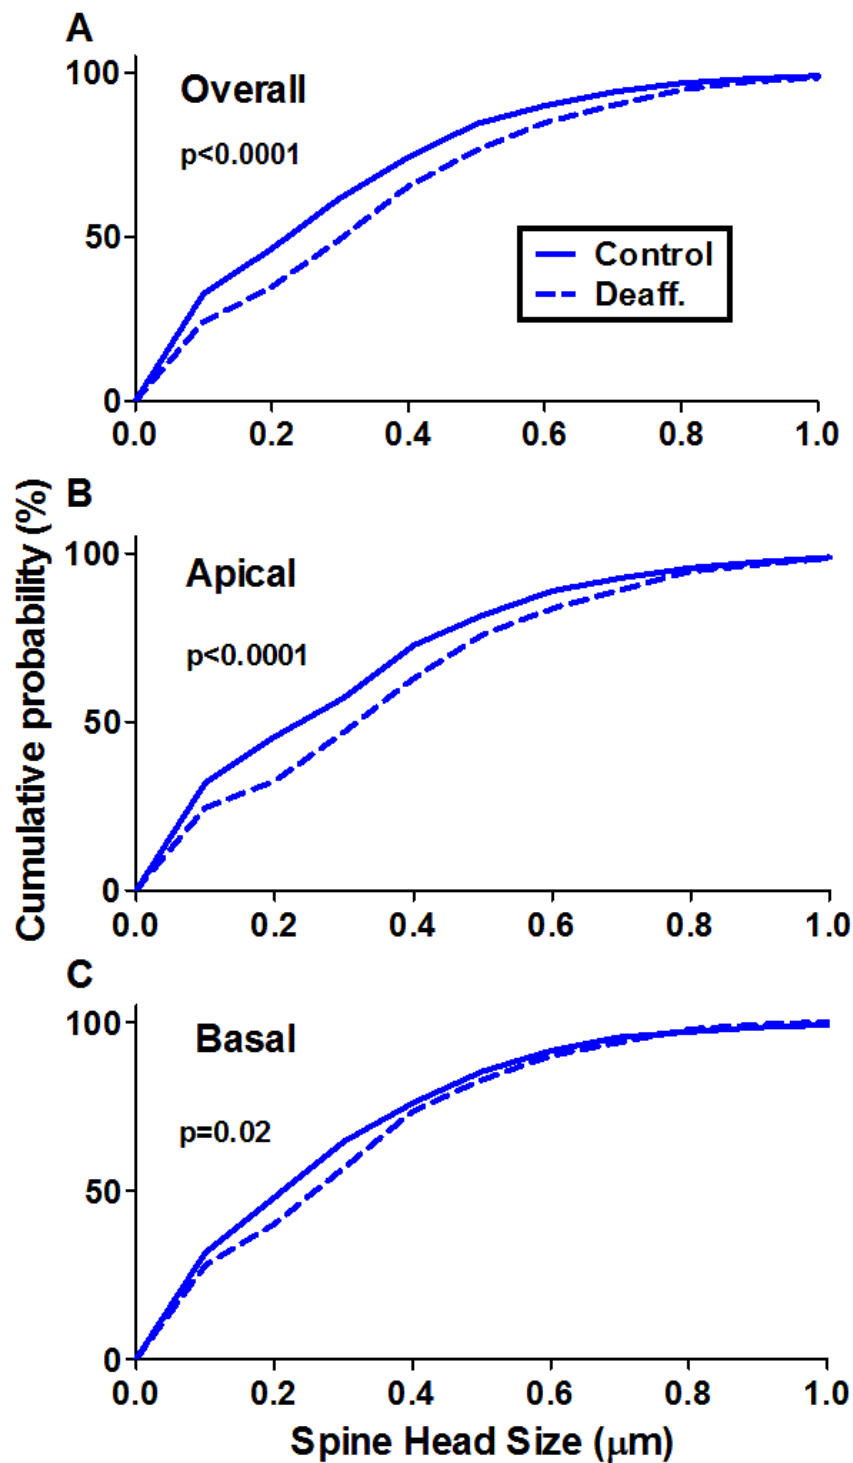 A
100
Overall
p<0.0001
50
Control
Deaff.
0
0.0 0.2 0.4 0.6 0.8 1.0
B
Cumulative probability (%)
100
Apical
p<0.0001
50
0
0.0 0.2 0.4 0.6 0.8 1.0
C
100
Basal
p=0.02
50
0
0.0 0.2 0.4 0.6 0.8 1.0
Spine Head Size (μm)